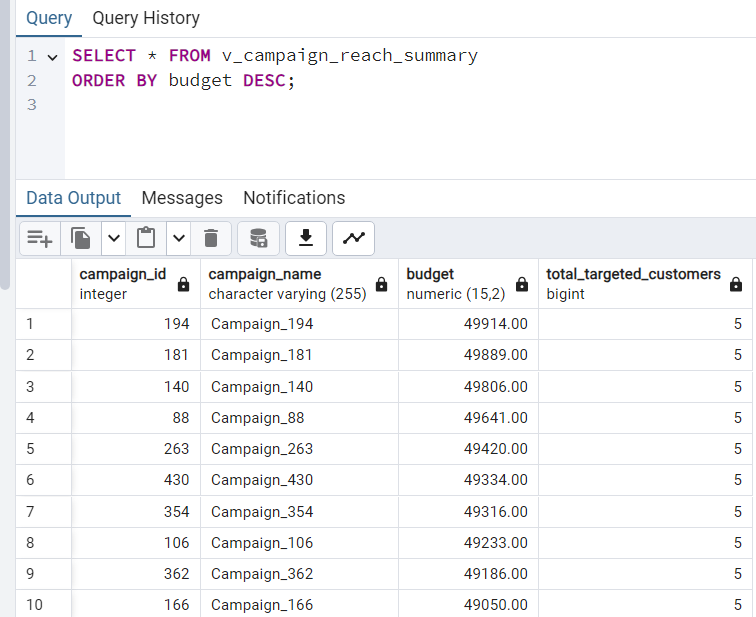 Query Query History
1 SELECT * FROM v_campaign_reach_summary
2 ORDER BY budget DESC;
3
Data Output Messages Notifications
campaign_id campaign_name budget total_targeted_customers
integer character varying (255) numeric (15,2) bigint
1 194 Campaign_194 49914.00 5
2 181 Campaign_181 49889.00 5
3 140 Campaign_140 49806.00 5
4 88 Campaign_88 49641.00 5
5 263 Campaign_263 49420.00 5
6 430 Campaign_430 49334.00 5
7 354 Campaign_354 49316.00 5
8 106 Campaign_106 49233.00 5
9 362 Campaign_362 49186.00 5
10 166 Campaign_166 49050.00 5